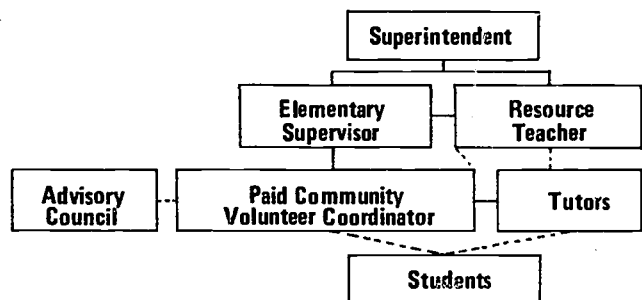 Superintendent
Elementary
Supervisor
Resource
Teacher
Advisory
Council
Paid Community
Volunteer Coordinator
Tutors
Students